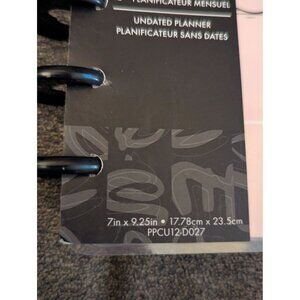 PLANIFICATEUR MENSUEL
UNDATED PLANNER
PLANIFICATEUR SANS DATES
7in x 9.25in • 17.78cm x 23.5cm
PPCU12-D027